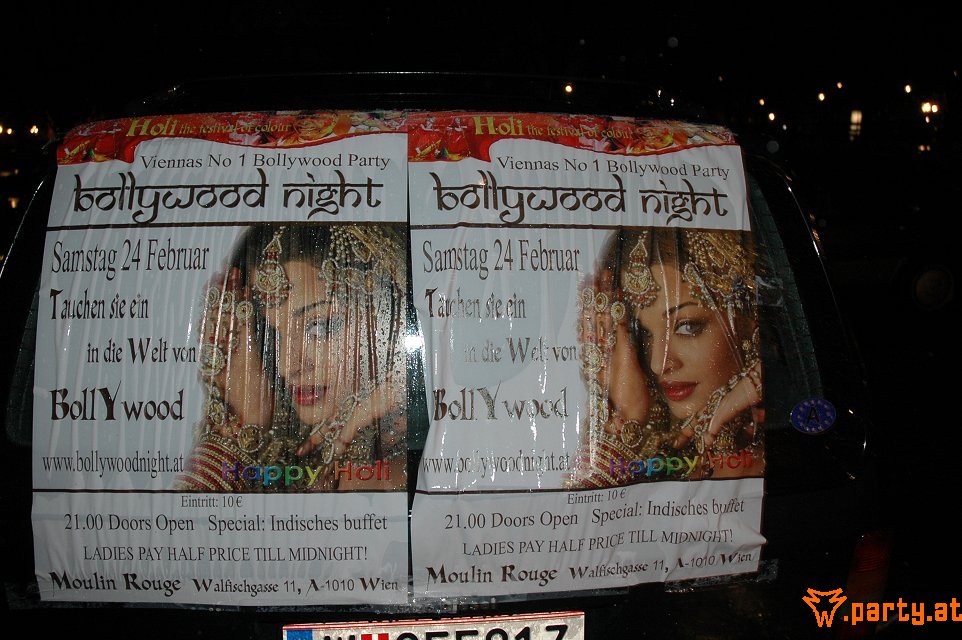 Holi the festival of colour
Viennas No 1 Bollywood Party
bollywood night
Samstag 24 Februar
Tauchen sie ein
in die Welt von
BollYwood
www.bollywoodnight.at
Happy Holi
Eintritt: 10 €
21.00 Doors Open Special: Indisches buffet
LADIES PAY HALF PRICE TILL MIDNIGHT!
Moulin Rouge Walfischgasse 11, A-1010 Wien
Holi the festival of colour
Viennas No 1 Bollywood Party
bollywood night
Samstag 24 Februar
Tauchen sie ein
in die Welt von
BollYwood
www.bollywoodnight.at
Happy Holi
Eintritt: 10 €
21.00 Doors Open Special: Indisches buffet
LADIES PAY HALF PRICE TILL MIDNIGHT!
Moulin Rouge Walfischgasse 11, A-1010 Wien
A
.party.at